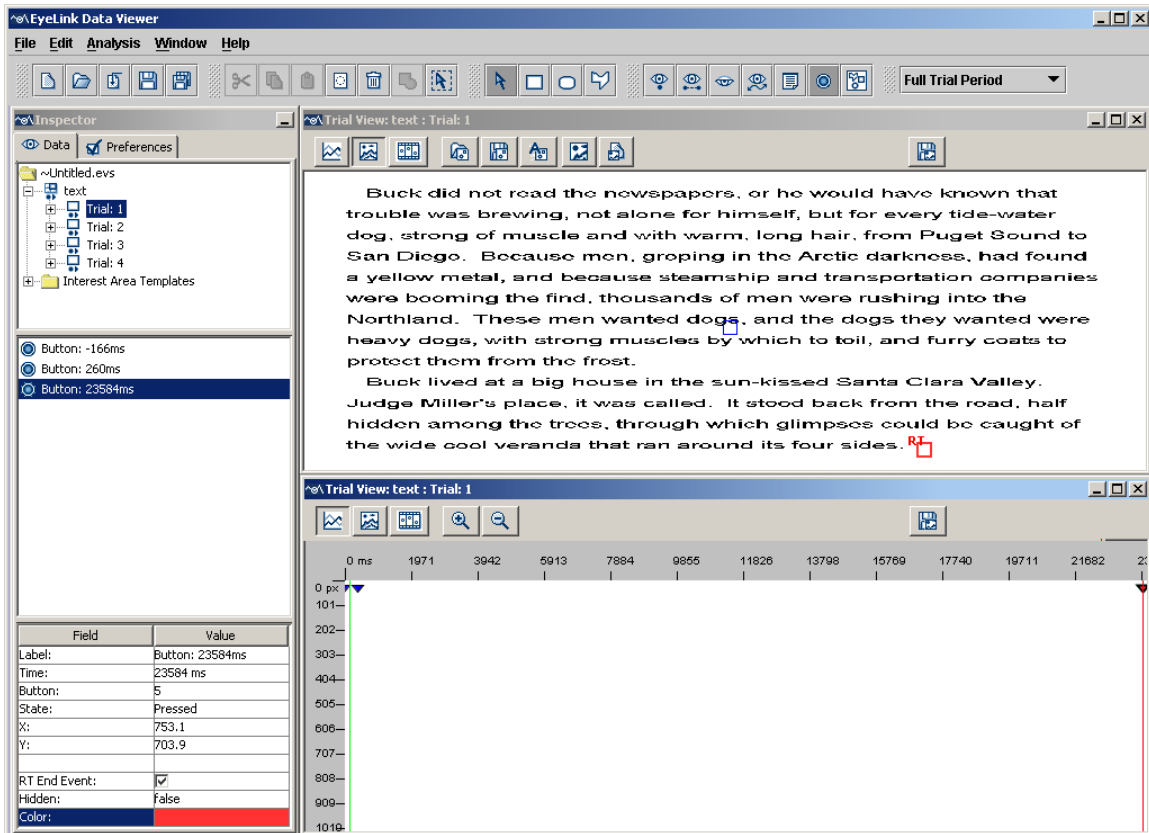 EyeLink Data Viewer
File Edit Analysis Window Help
Full Trial Period
Inspector
Data Preferences
~Untitled.evs
text
Trial: 1
Trial: 2
Trial: 3
Trial: 4
Interest Area Templates
Button: -166ms
Button: 260ms
Button: 23584ms
Field Value
Label: Button: 23584ms
Time: 23584 ms
Button: 5
State: Pressed
X: 753.1
Y: 703.9
RT End Event:
Hidden: false
Color:
Trial View: text : Trial: 1
Buck did not read the newspapers, or he would have known that
trouble was brewing, not alone for himself, but for every tide-water
dog, strong of muscle and with warm, long hair, from Puget Sound to
San Diego. Because men, groping in the Arctic darkness, had found
a yellow metal, and because steamship and transportation companies
were booming the find, thousands of men were rushing into the
Northland. These men wanted dogs, and the dogs they wanted were
heavy dogs, with strong muscles by which to toil, and furry coats to
protect them from the frost.
Buck lived at a big house in the sun-kissed Santa Clara Valley.
Judge Miller's place, it was called. It stood back from the road, half
hidden among the trees, through which glimpses could be caught of
the wide cool veranda that ran around its four sides. RT
Trial View: text : Trial: 1
0 ms 1971 3942 5913 7884 9855 11826 13798 15769 17740 19711 21682
0 px
101
202
303
404
505
606
707
808
909
1010